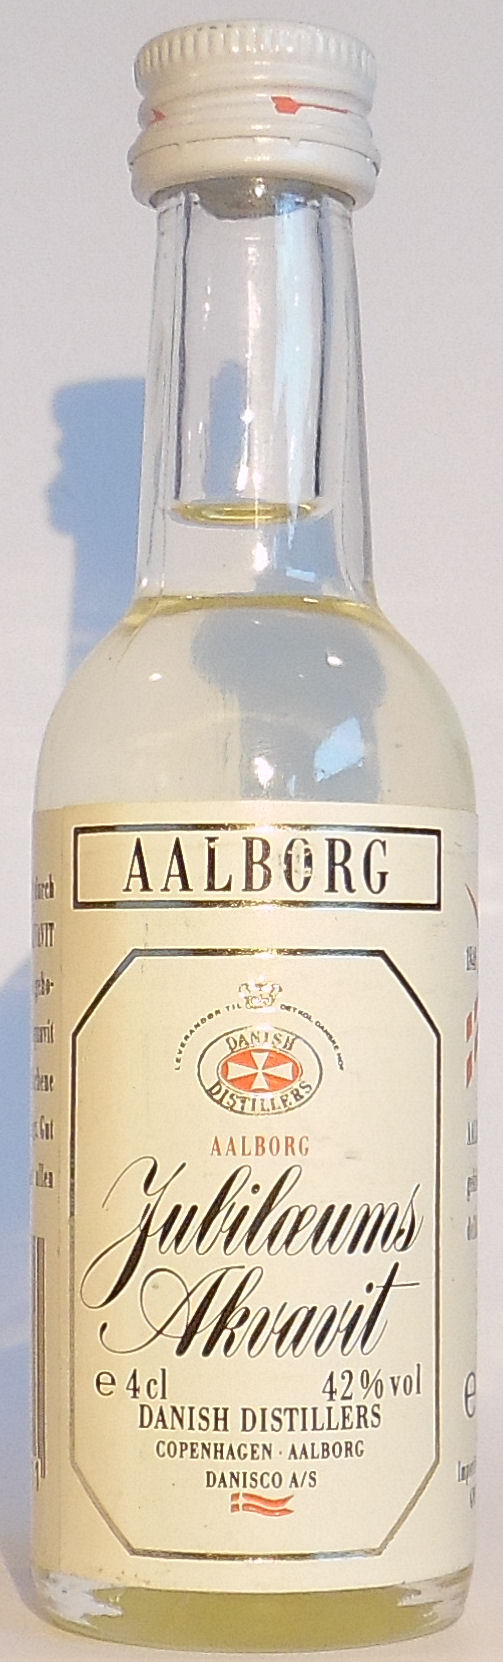 AALBORG
LEVERANDØR TIL DET KGL. DANSKE HOF
DANISH
DISTILLERS
AALBORG
Jubilæums
Akvavit
e 4cl 42% vol
DANISH DISTILLERS
COPENHAGEN · AALBORG
DANISCO A/S
Gut